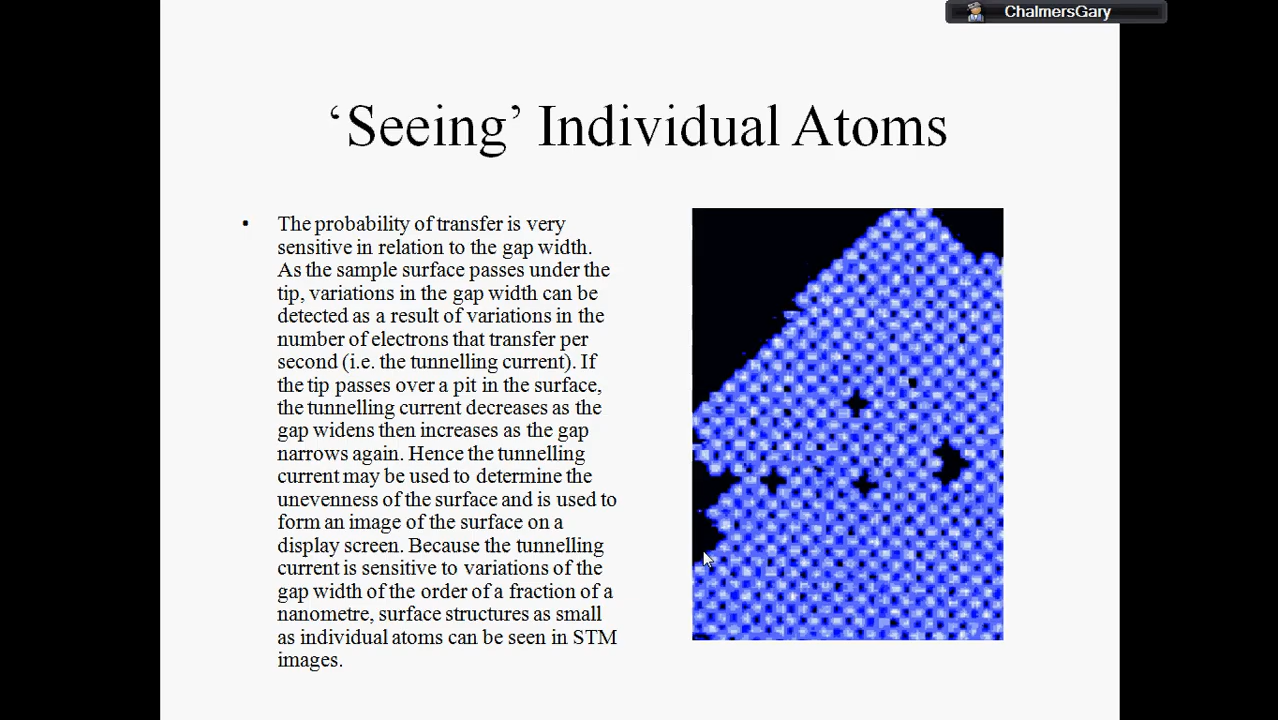 ChalmersGary
‘Seeing’ Individual Atoms
• The probability of transfer is very
sensitive in relation to the gap width.
As the sample surface passes under the
tip, variations in the gap width can be
detected as a result of variations in the
number of electrons that transfer per
second (i.e. the tunnelling current). If
the tip passes over a pit in the surface,
the tunnelling current decreases as the
gap widens then increases as the gap
narrows again. Hence the tunnelling
current may be used to determine the
unevenness of the surface and is used to
form an image of the surface on a
display screen. Because the tunnelling
current is sensitive to variations of the
gap width of the order of a fraction of a
nanometre, surface structures as small
as individual atoms can be seen in STM
images.